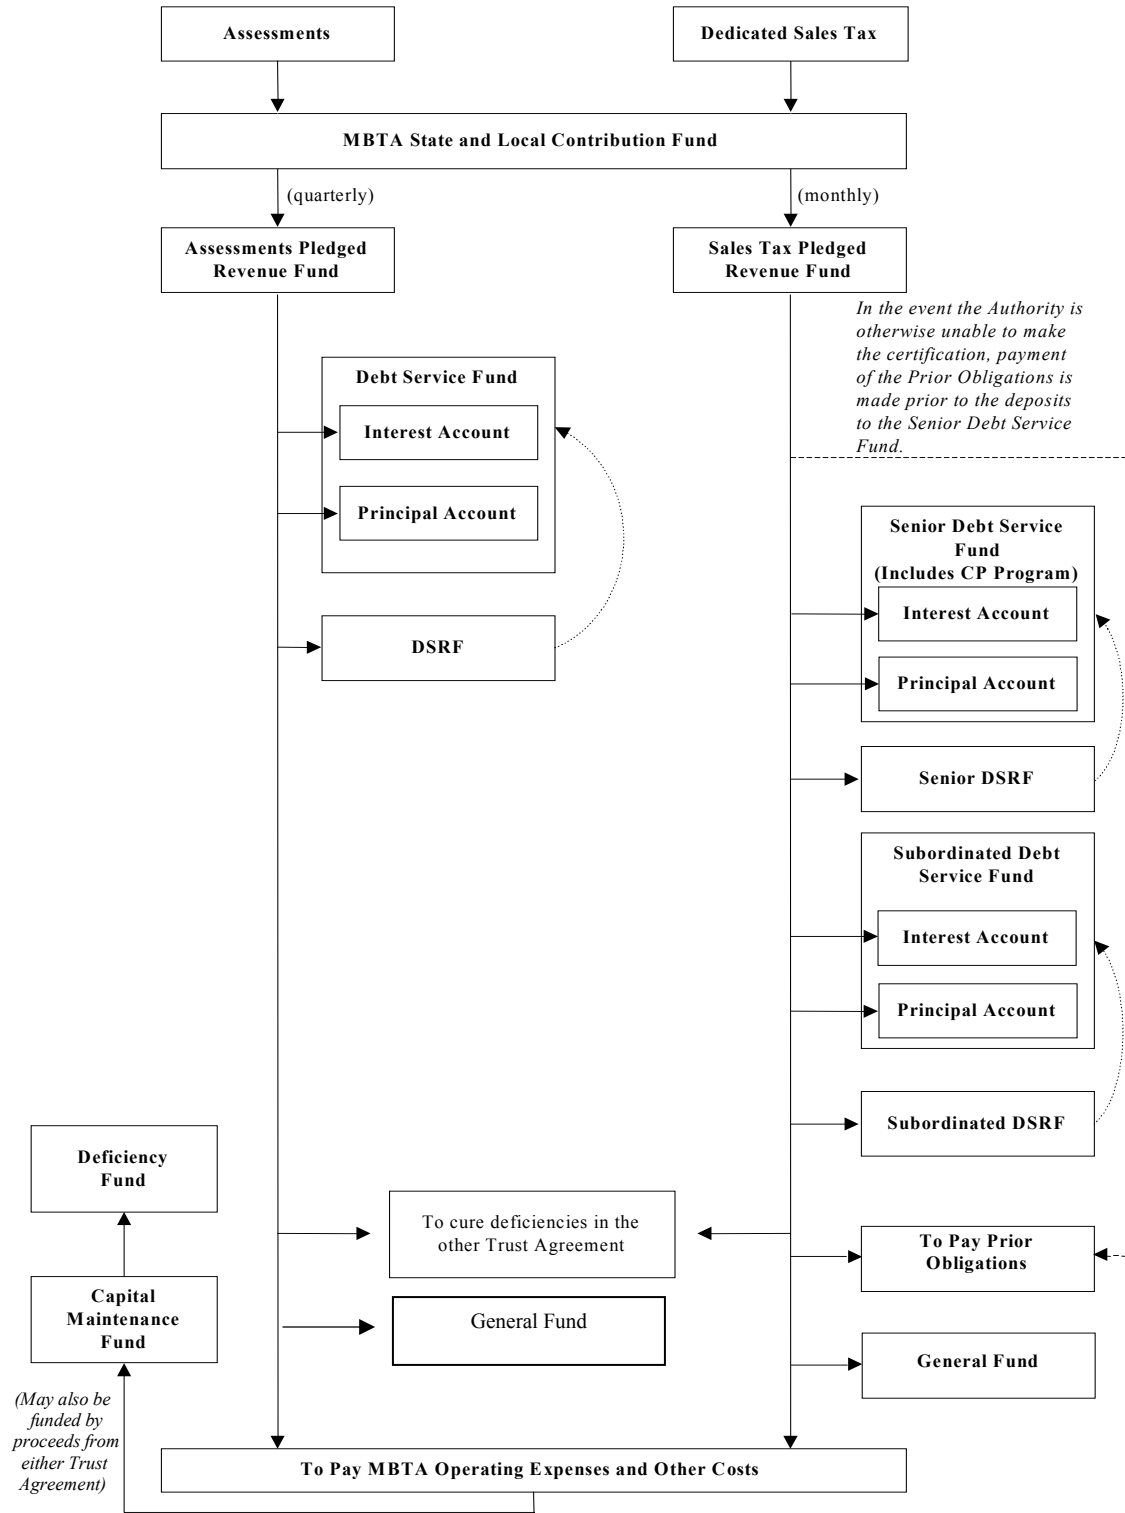 Assessments
Dedicated Sales Tax
MBTA State and Local Contribution Fund
(quarterly)
(monthly)
Assessments Pledged
Revenue Fund
Sales Tax Pledged
Revenue Fund
In the event the Authority is
otherwise unable to make
the certification, payment
of the Prior Obligations is
made prior to the deposits
to the Senior Debt Service
Fund.
Debt Service Fund
Interest Account
Principal Account
DSRF
Senior Debt Service
Fund
(Includes CP Program)
Interest Account
Principal Account
Senior DSRF
Subordinated Debt
Service Fund
Interest Account
Principal Account
Subordinated DSRF
Deficiency
Fund
To cure deficiencies in the
other Trust Agreement
To Pay Prior
Obligations
Capital
Maintenance
Fund
General Fund
General Fund
(May also be
funded by
proceeds from
either Trust
Agreement)
To Pay MBTA Operating Expenses and Other Costs